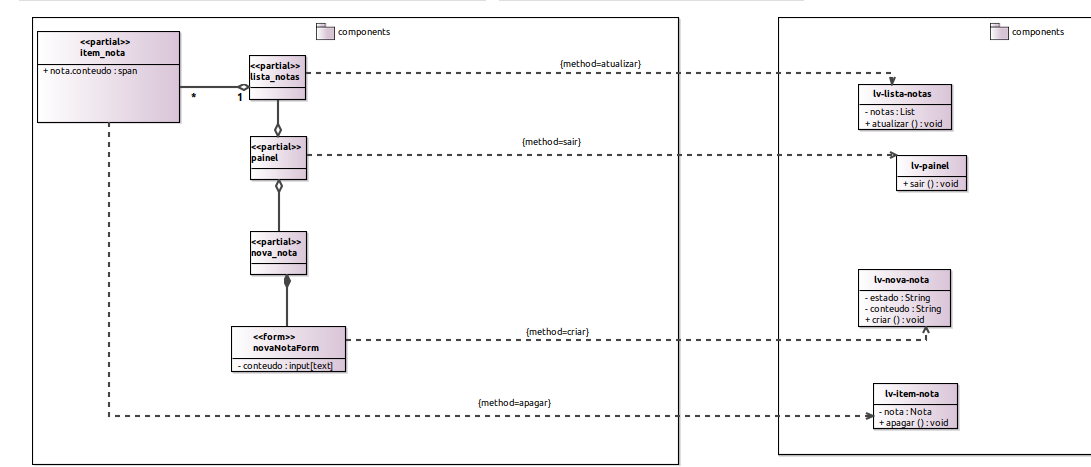 components
<<partial>>
item_nota
+ nota.conteudo : span
*
1
<<partial>>
lista_notas
{method=atualizar}
<<partial>>
painel
{method=sair}
<<partial>>
nova_nota
<<form>>
novaNotaForm
- conteudo : input[text]
{method=criar}
{method=apagar}
components
lv-lista-notas
- notas : List
+ atualizar () : void
lv-painel
+ sair () : void
lv-nova-nota
- estado : String
- conteudo : String
+ criar () : void
lv-item-nota
- nota : Nota
+ apagar () : void